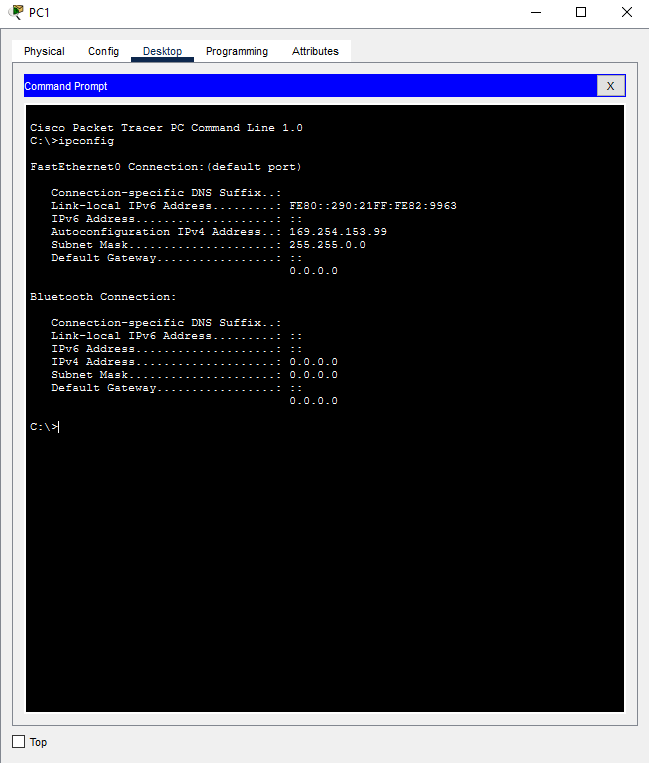 PC1
Physical Config Desktop Programming Attributes
Command Prompt X
Cisco Packet Tracer PC Command Line 1.0
C:\>ipconfig
FastEthernet0 Connection:(default port)
Connection-specific DNS Suffix..:
Link-local IPv6 Address.........: FE80::290:21FF:FE82:9963
IPv6 Address....................: ::
Autoconfiguration IPv4 Address..: 169.254.153.99
Subnet Mask.....................: 255.255.0.0
Default Gateway.................: ::
0.0.0.0
Bluetooth Connection:
Connection-specific DNS Suffix..:
Link-local IPv6 Address.........: ::
IPv6 Address....................: ::
IPv4 Address....................: 0.0.0.0
Subnet Mask.....................: 0.0.0.0
Default Gateway.................: ::
0.0.0.0
C:\>
Top